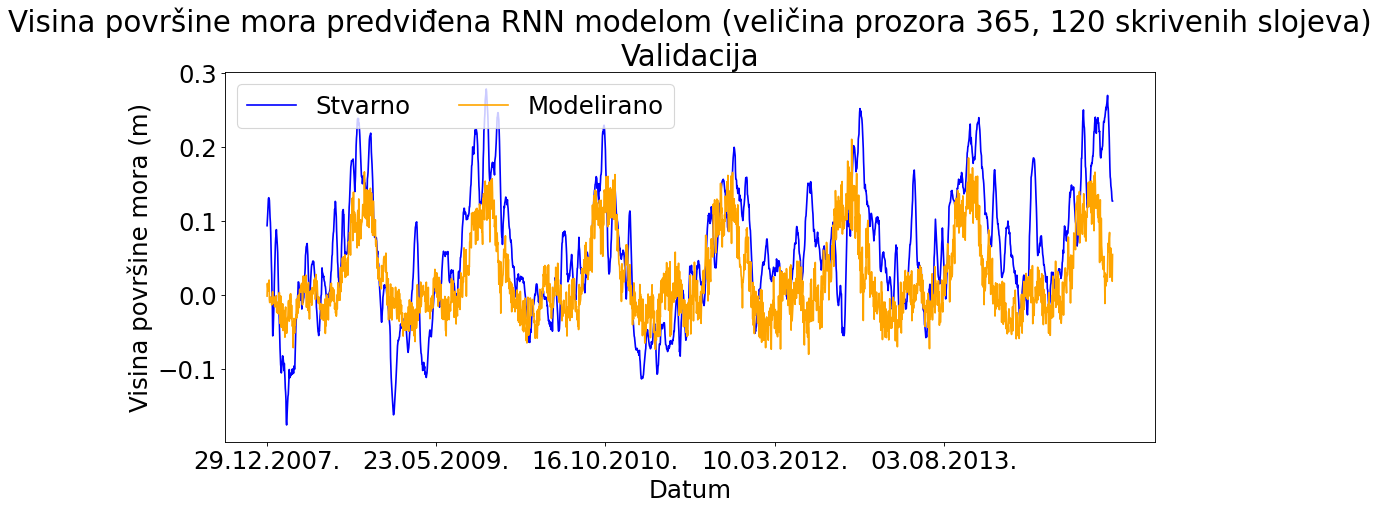 Visina površine mora predviđena RNN modelom (veličina prozora 365, 120 skrivenih slojeva)
Validacija
Stvarno
Modelirano
Visina površine mora (m)
0.3
0.2
0.1
0.0
−0.1
29.12.2007.
23.05.2009.
16.10.2010.
10.03.2012.
03.08.2013.
Datum